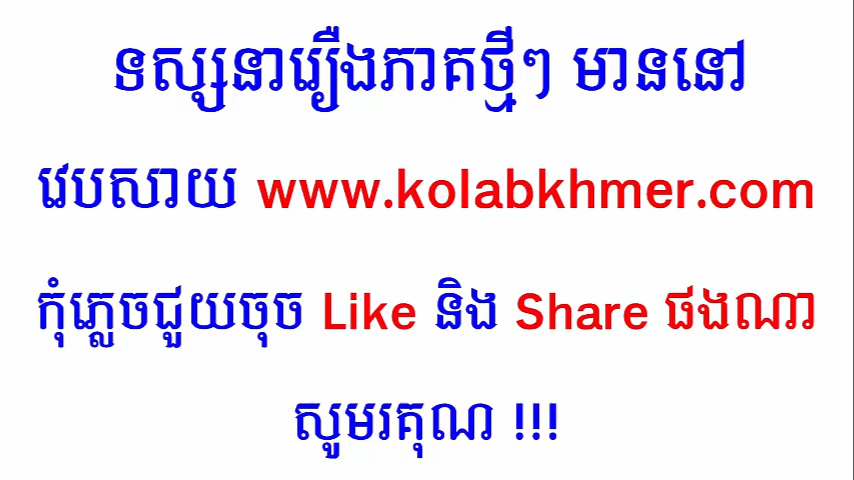 ទស្សនារឿងភាគថ្មីៗ មាននៅ
វេបសាយ www.kolabkhmer.com
កុំភ្លេចជួយចុច Like និង Share ផងណា
សូមរគុណ !!!